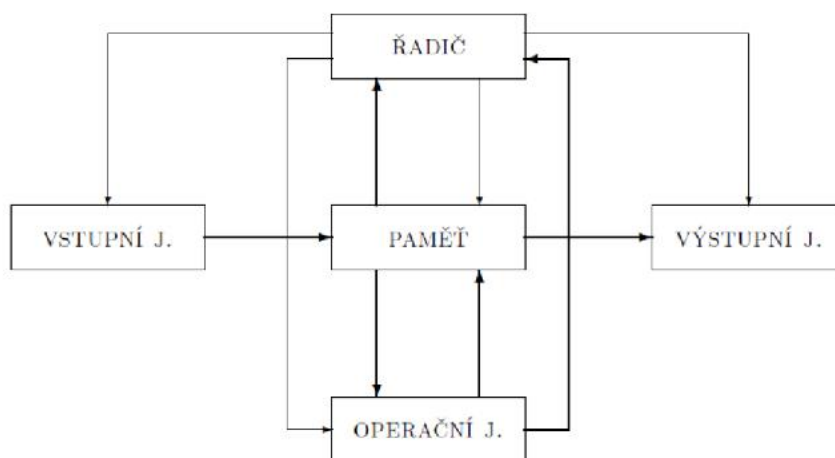 ŘADIČ
VSTUPNÍ J.
PAMĚŤ
VÝSTUPNÍ J.
OPERAČNÍ J.